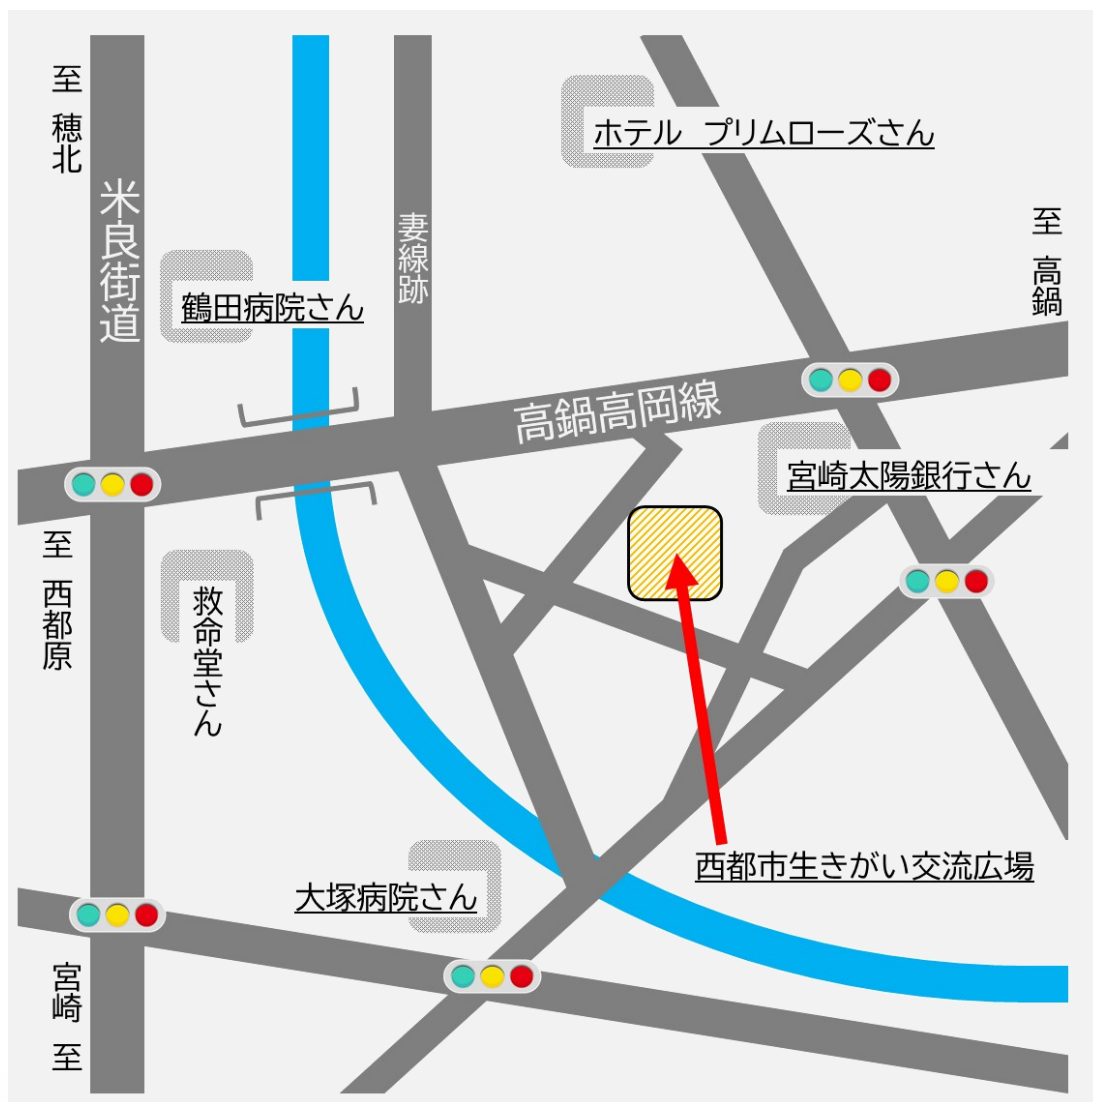 至 穂北
米良街道
妻線跡
ホテル プリムローズさん
至 高鍋
鶴田病院さん
高鍋高岡線
宮崎太陽銀行さん
至 西都原
救命堂さん
西都市生きがい交流広場
大塚病院さん
宮崎 至